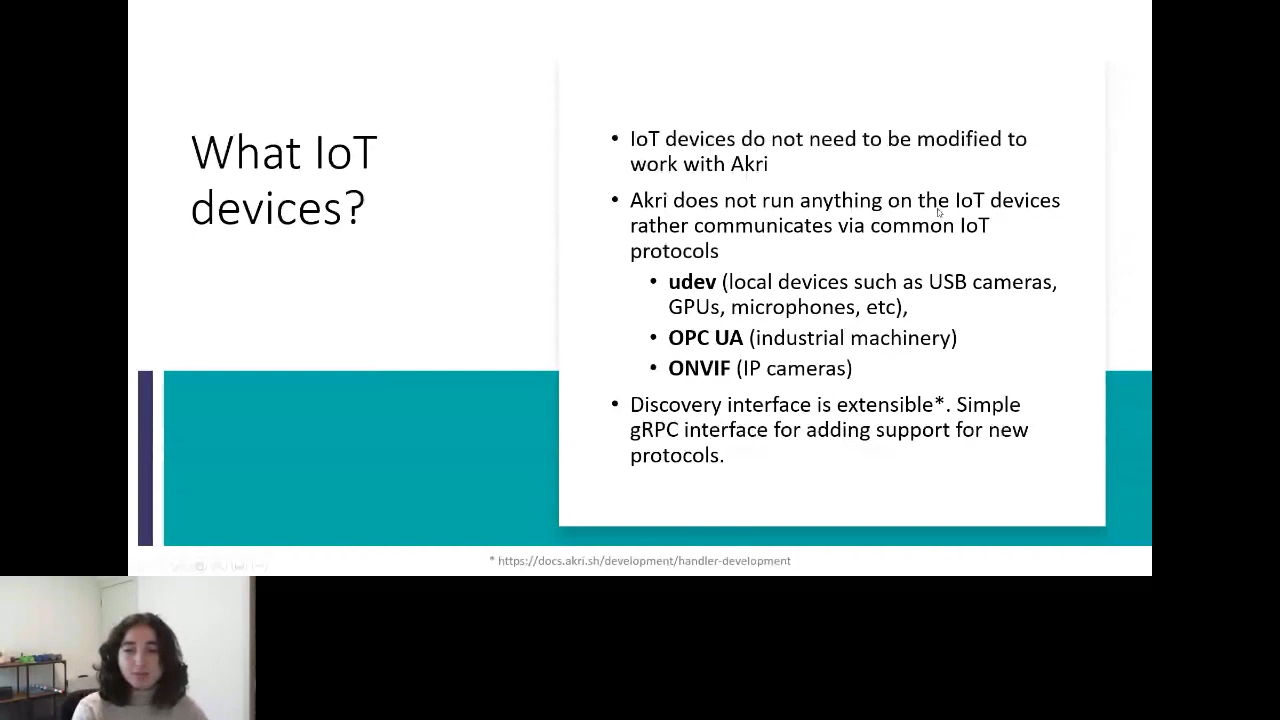 What IoT
devices?
• IoT devices do not need to be modified to
work with Akri
• Akri does not run anything on the IoT devices
rather communicates via common IoT
protocols
• udev (local devices such as USB cameras,
GPUs, microphones, etc),
• OPC UA (industrial machinery)
• ONVIF (IP cameras)
• Discovery interface is extensible*. Simple
gRPC interface for adding support for new
protocols.
* https://docs.akri.sh/development/handler-development